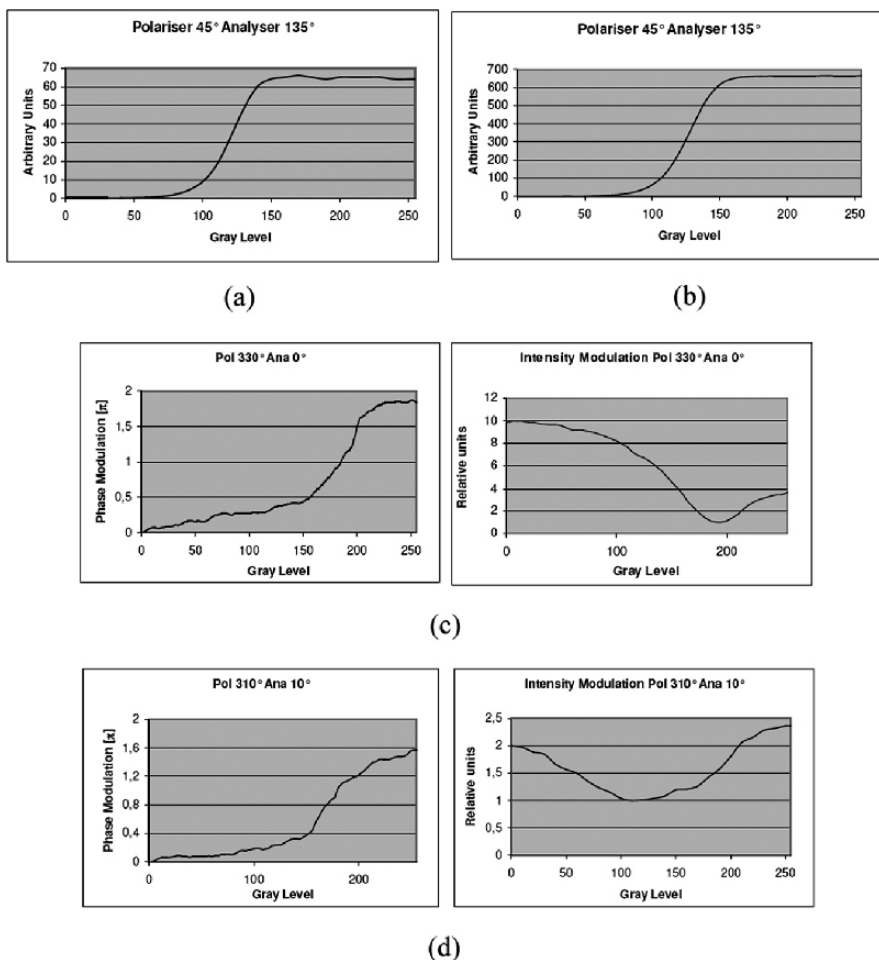 Polariser 45° Analyser 135°
Arbitrary Units
70
60
50
40
30
20
10
0
0 50 100 150 200 250
Gray Level
(a)
Polariser 45° Analyser 135°
Arbitrary Units
700
600
500
400
300
200
100
0
0 50 100 150 200 250
Gray Level
(b)
Pol 330° Ana 0°
Phase Modulation [π]
2
1,5
1
0,5
0
0 50 100 150 200 250
Gray Level
Intensity Modulation Pol 330° Ana 0°
Relative units
12
10
8
6
4
2
0
0 100 200
Gray Level
(c)
Pol 310° Ana 10°
Phase Modulation [π]
2
1,6
1,2
0,8
0,4
0
0 100 200
Gray Level
Intensity Modulation Pol 310° Ana 10°
Relative units
2,5
2
1,5
1
0,5
0
0 50 100 150 200 250
Gray Level
(d)